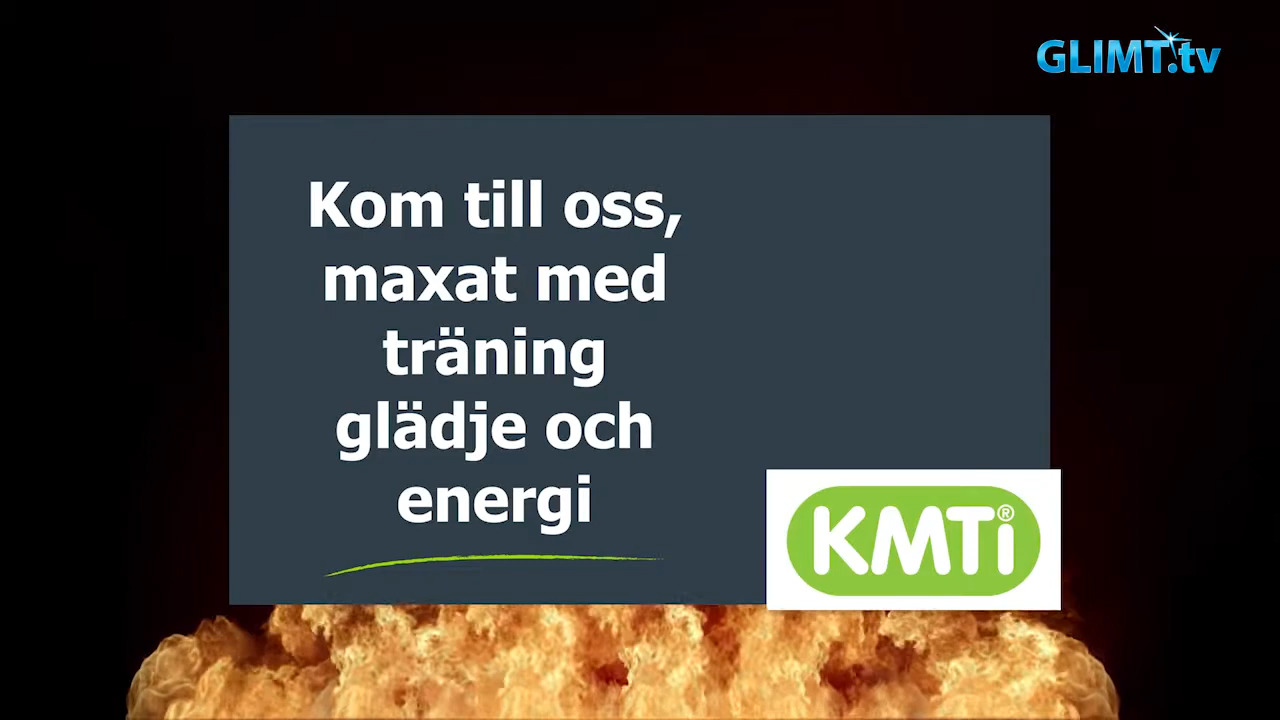 GLIMT.tv
Kom till oss,
maxat med
träning
glädje och
energi
KMTi®